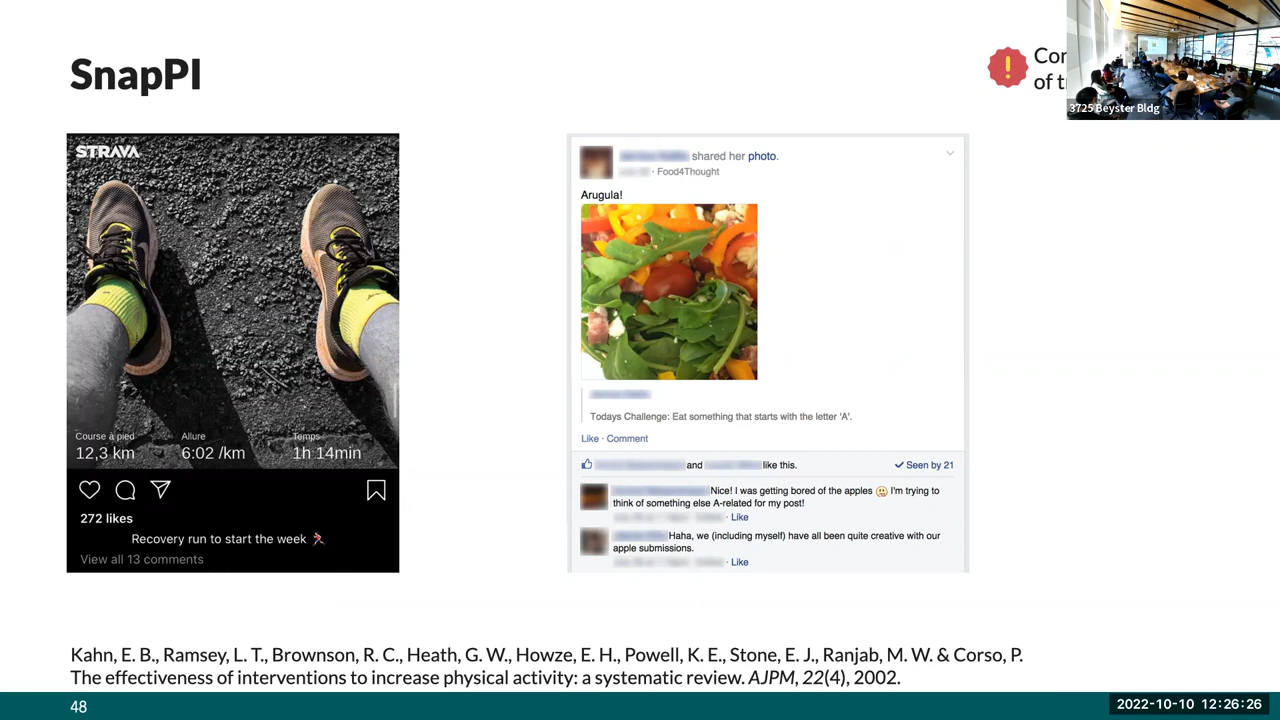 SnapPI
3725 Beyster Bldg
STRAVA
Course à pied
Allure
Temps
12,3 km
6:02 /km
1h 14min
272 likes
Recovery run to start the week
View all 13 comments
shared her photo.
· Food4Thought
Arugula!
Todays Challenge: Eat something that starts with the letter 'A'.
Like · Comment
and like this.
Seen by 21
Nice! I was getting bored of the apples I'm trying to
think of something else A-related for my post!
· Like
Haha, we (including myself) have all been quite creative with our
apple submissions.
· Like
Kahn, E. B., Ramsey, L. T., Brownson, R. C., Heath, G. W., Howze, E. H., Powell, K. E., Stone, E. J., Ranjab, M. W. & Corso, P.
The effectiveness of interventions to increase physical activity: a systematic review. AJPM, 22(4), 2002.
48
2022-10-10 12:26:26